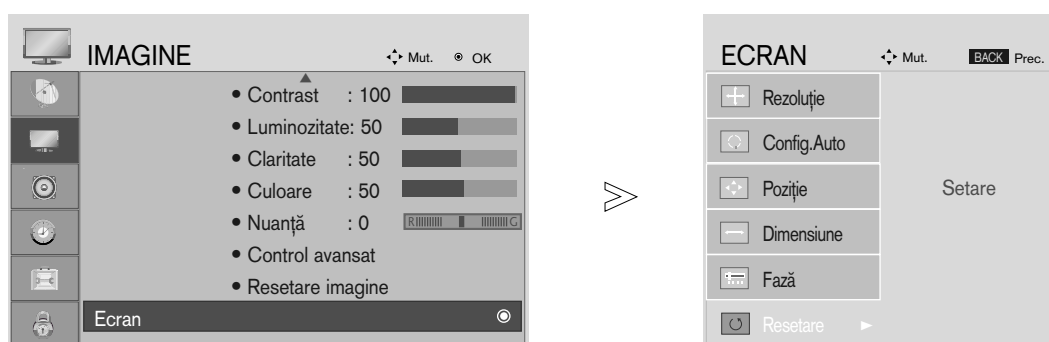 IMAGINE
Mut. OK
• Contrast : 100
• Luminozitate: 50
• Claritate : 50
• Culoare : 50
• Nuanță : 0 R G
• Control avansat
• Resetare imagine
Ecran
ECRAN
Mut. BACK Prec.
Rezoluție
Config.Auto
Poziție
Dimensiune
Fază
Resetare
Setare